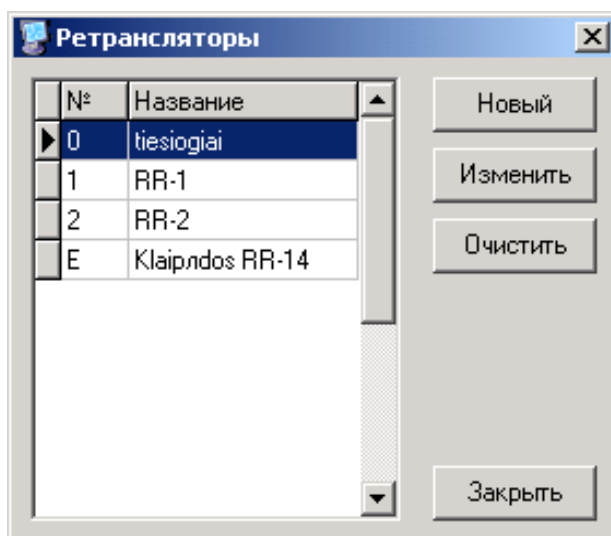 Ретрансляторы
№ Название
0 tiesiogiai
1 RR-1
2 RR-2
E Klaipлdos RR-14
Новый
Изменить
Очистить
Закрыть